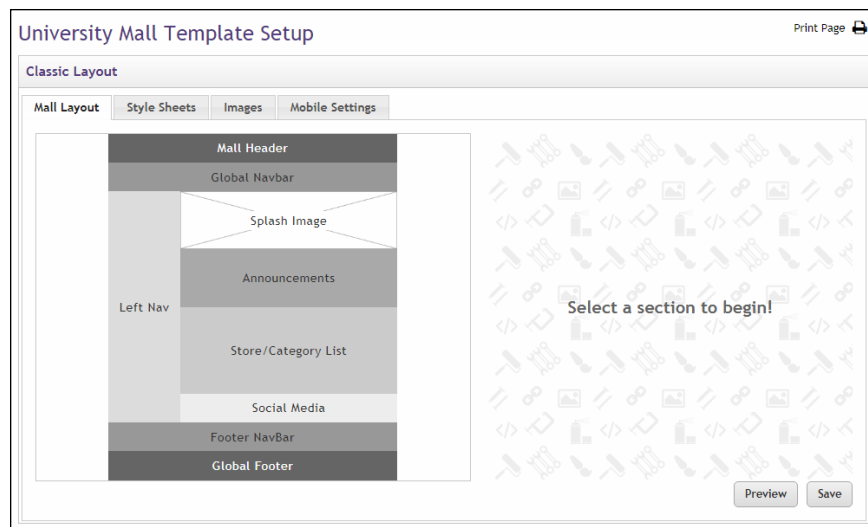 University Mall Template Setup
Print Page
Classic Layout
Mall Layout
Style Sheets
Images
Mobile Settings
Mall Header
Global Navbar
Splash Image
Announcements
Left Nav
Store/Category List
Social Media
Footer NavBar
Global Footer
Select a section to begin!
Preview
Save